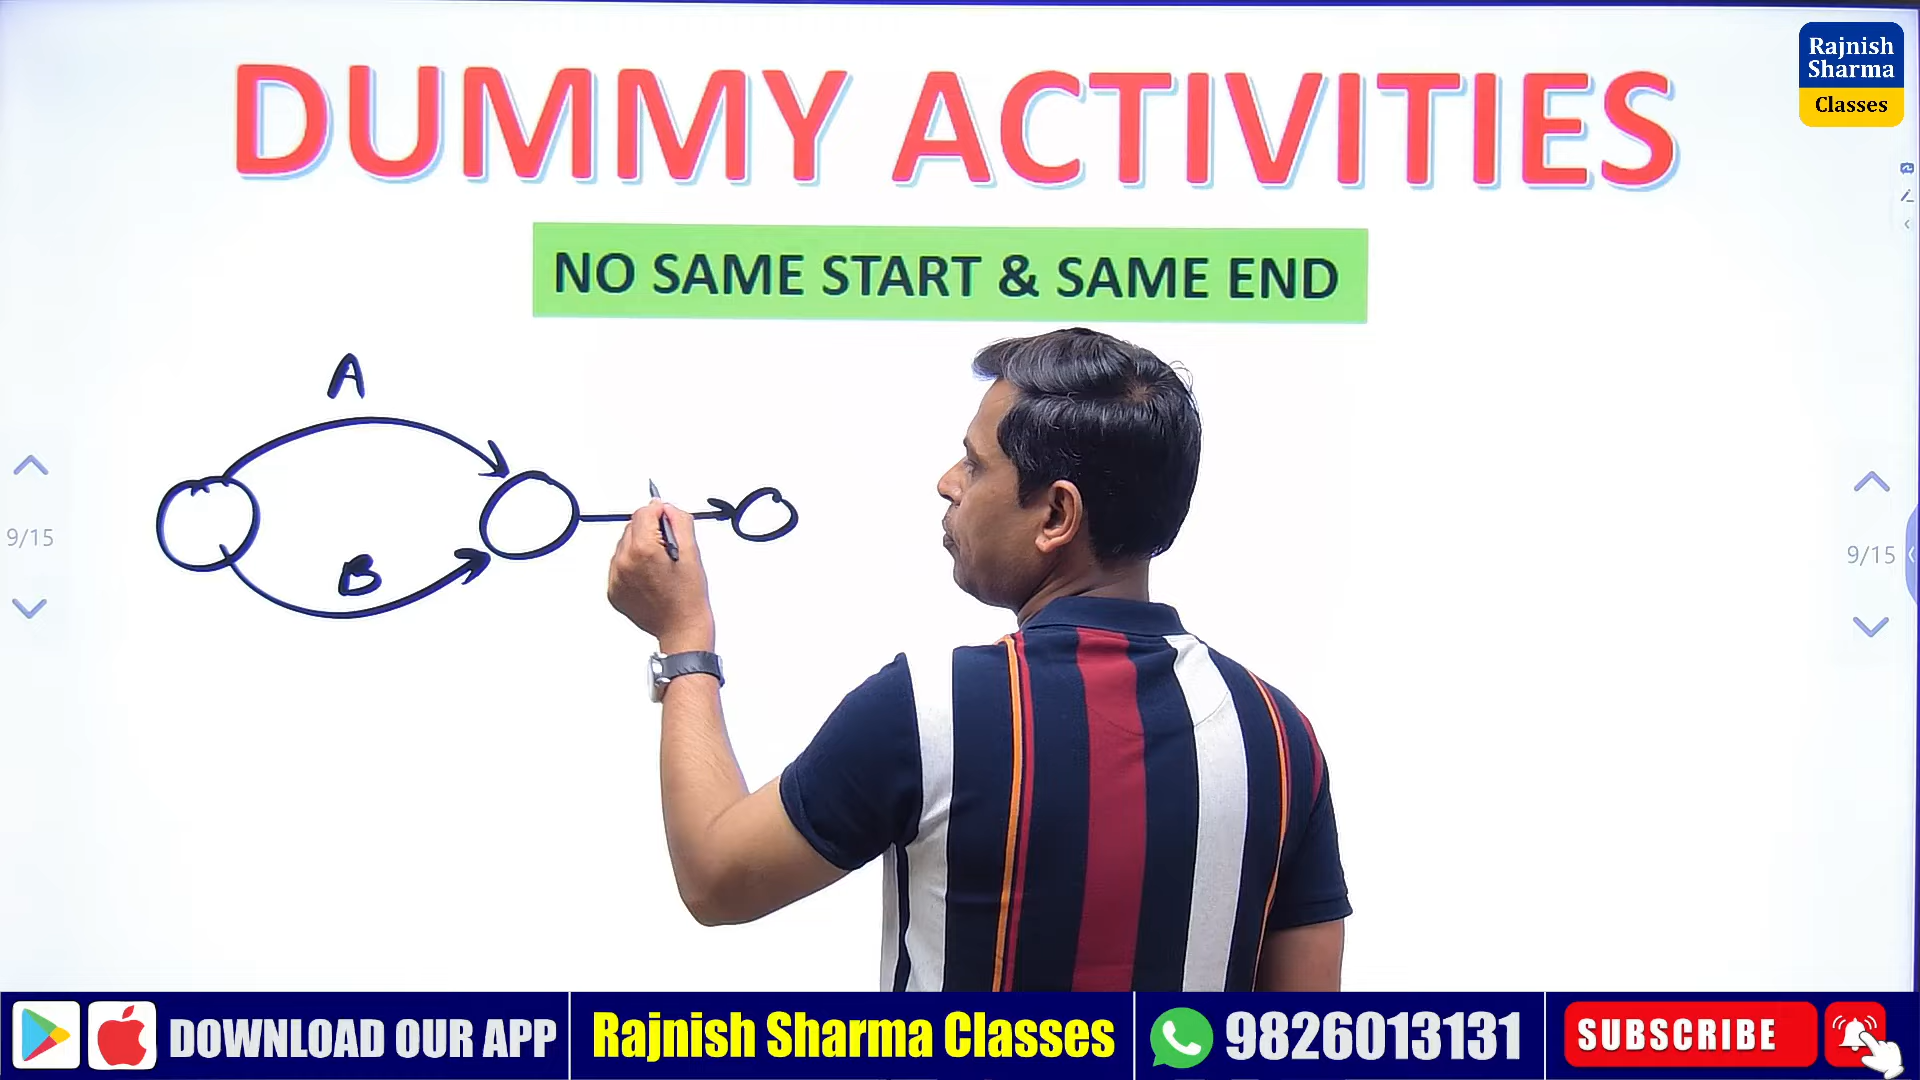 DUMMY ACTIVITIES
Rajnish
Sharma
Classes
NO SAME START & SAME END
A
B
9/15
9/15
DOWNLOAD OUR APP
Rajnish Sharma Classes
9826013131
SUBSCRIBE